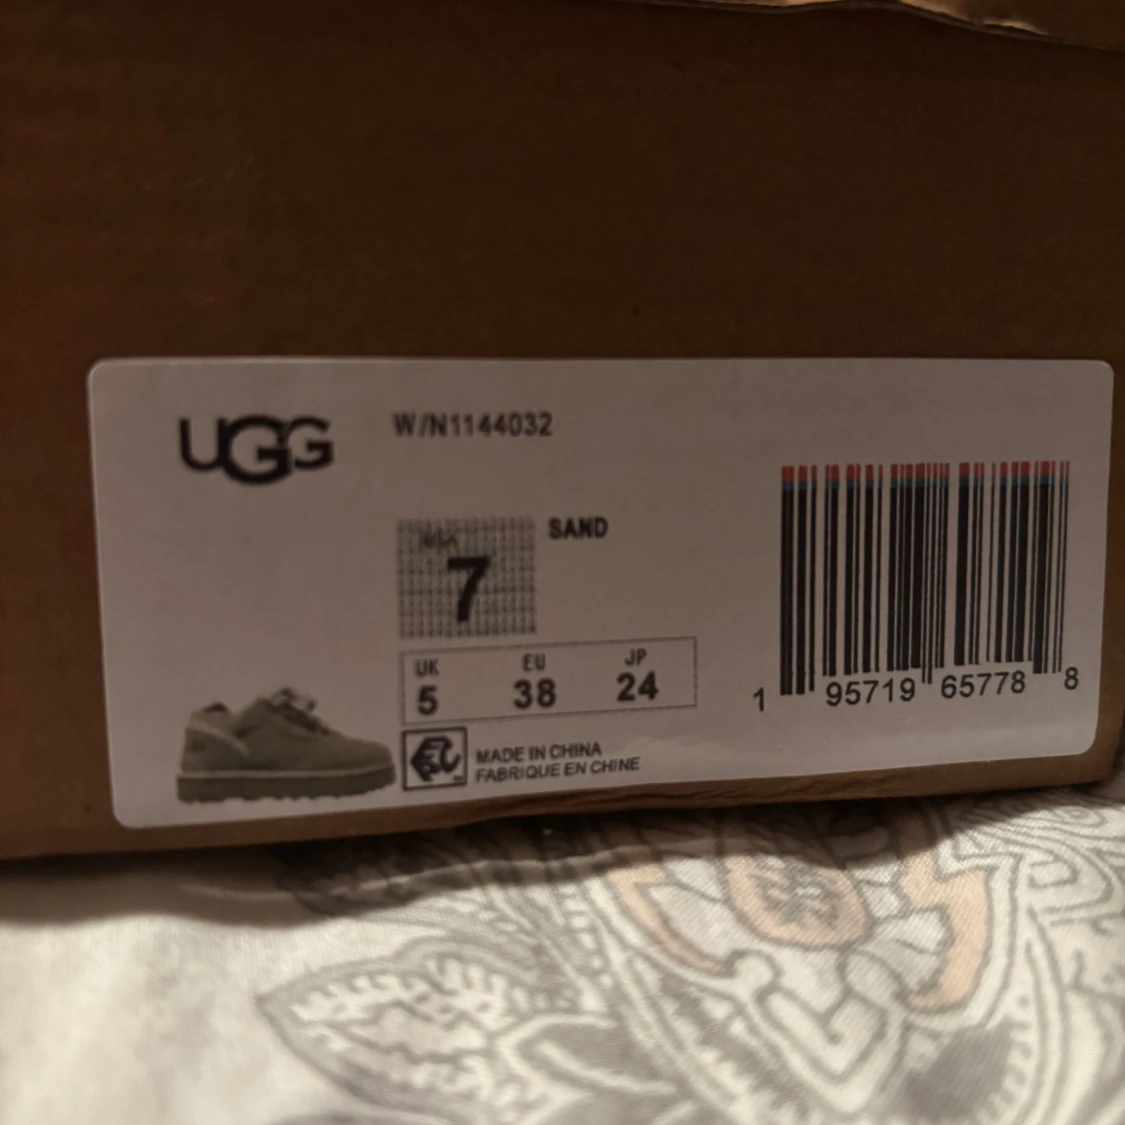 UGG
W/N1144032
SAND
7
UK EU JP
5 38 24
MADE IN CHINA
FABRIQUE EN CHINE
1 95719 65778 8